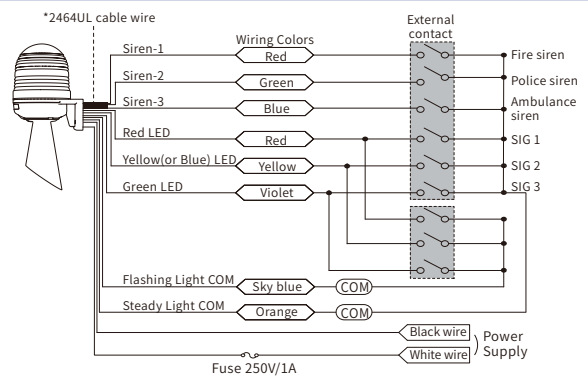 *2464UL cable wire
External
contact
Wiring Colors
Siren-1
Red
Fire siren
Siren-2
Green
Police siren
Siren-3
Blue
Ambulance
siren
Red LED
Red
SIG 1
Yellow(or Blue) LED
Yellow
SIG 2
Green LED
Violet
SIG 3
Flashing Light COM
Sky blue
COM
Steady Light COM
Orange
COM
Black wire
Power
Supply
White wire
Fuse 250V/1A